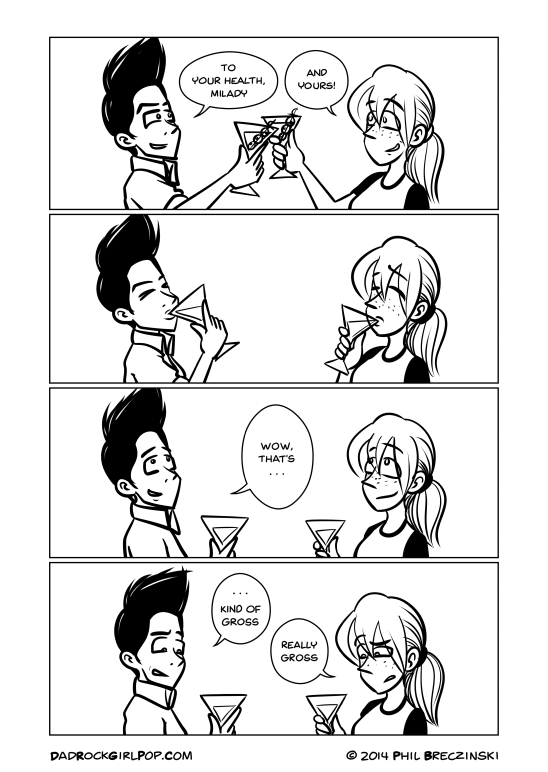 TO
YOUR HEALTH,
MILADY
AND
YOURS!
WOW,
THAT'S
...
...
KIND OF
GROSS
REALLY
GROSS
DADROCKGIRLPOP.COM
© 2014 PHIL BRECZINSKI